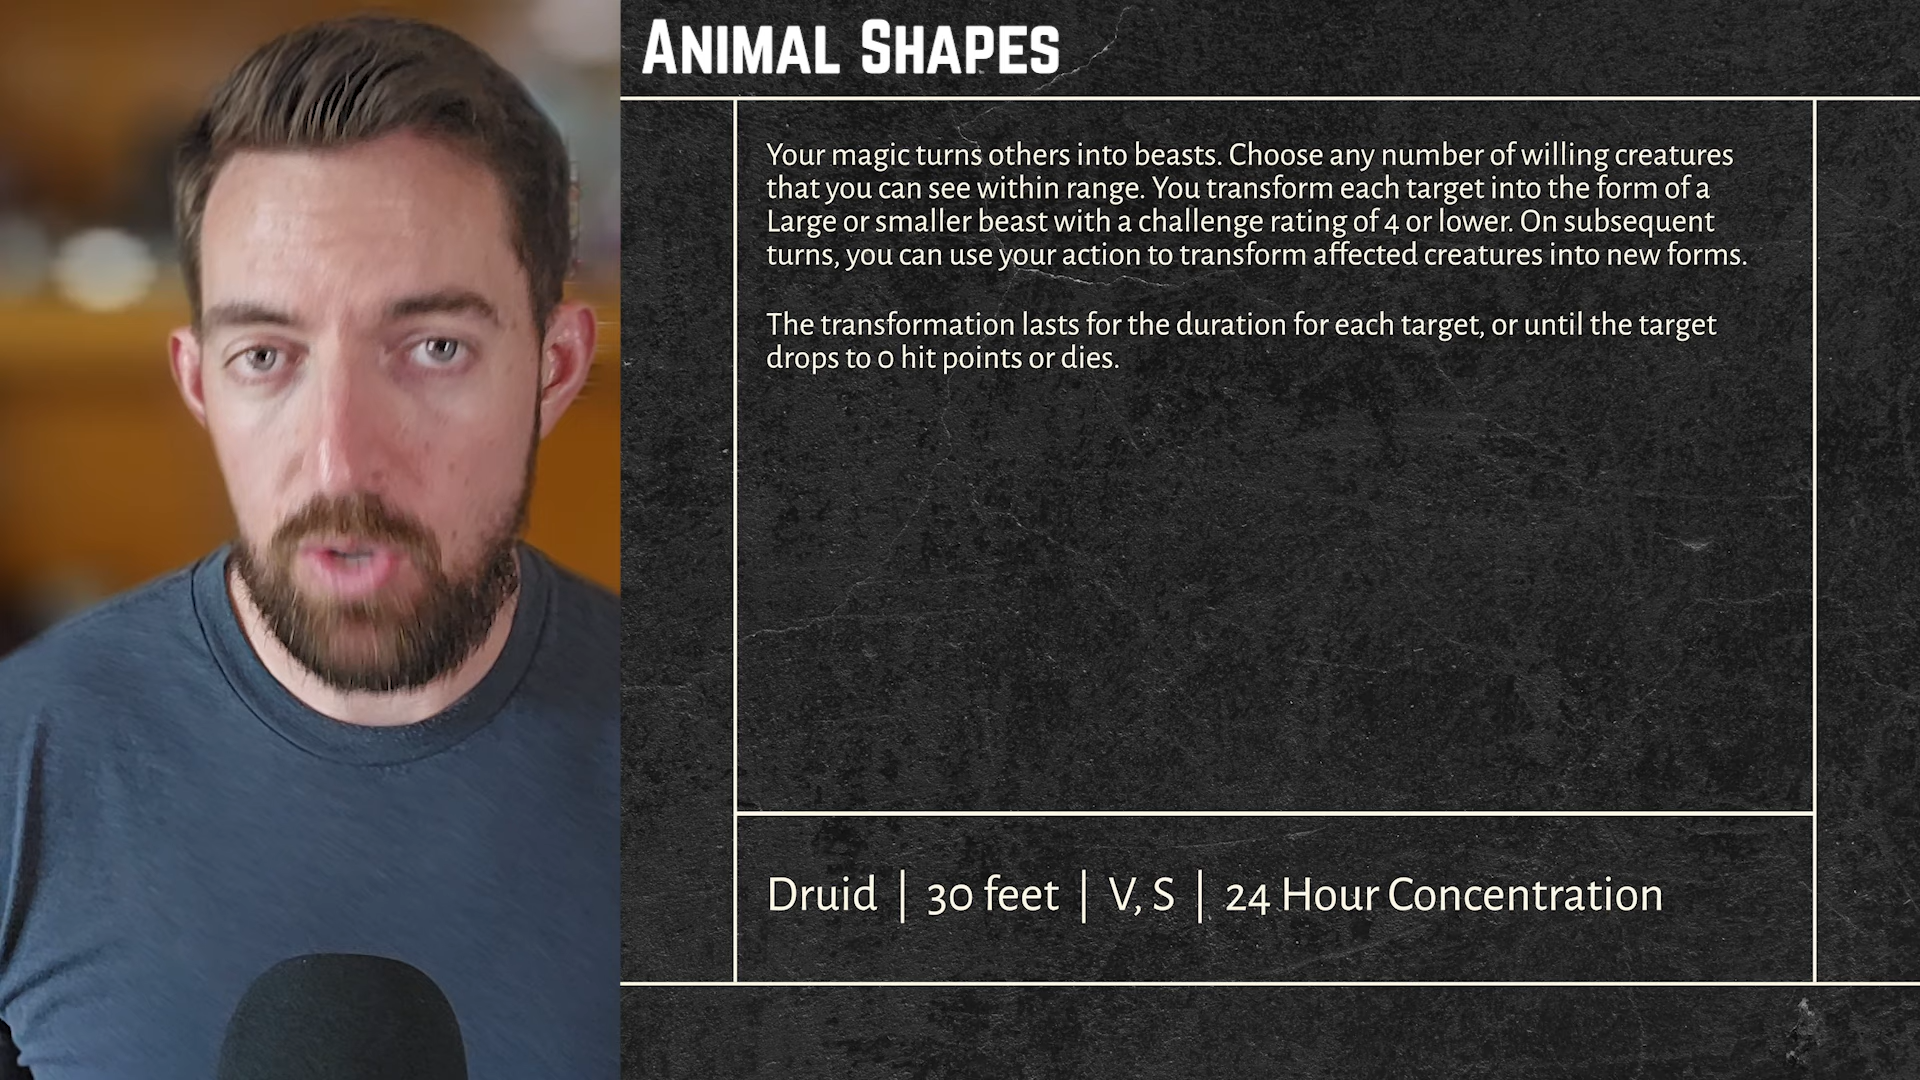 ANIMAL SHAPES
Your magic turns others into beasts. Choose any number of willing creatures
that you can see within range. You transform each target into the form of a
Large or smaller beast with a challenge rating of 4 or lower. On subsequent
turns, you can use your action to transform affected creatures into new forms.
The transformation lasts for the duration for each target, or until the target
drops to 0 hit points or dies.
Druid | 30 feet | V, S | 24 Hour Concentration